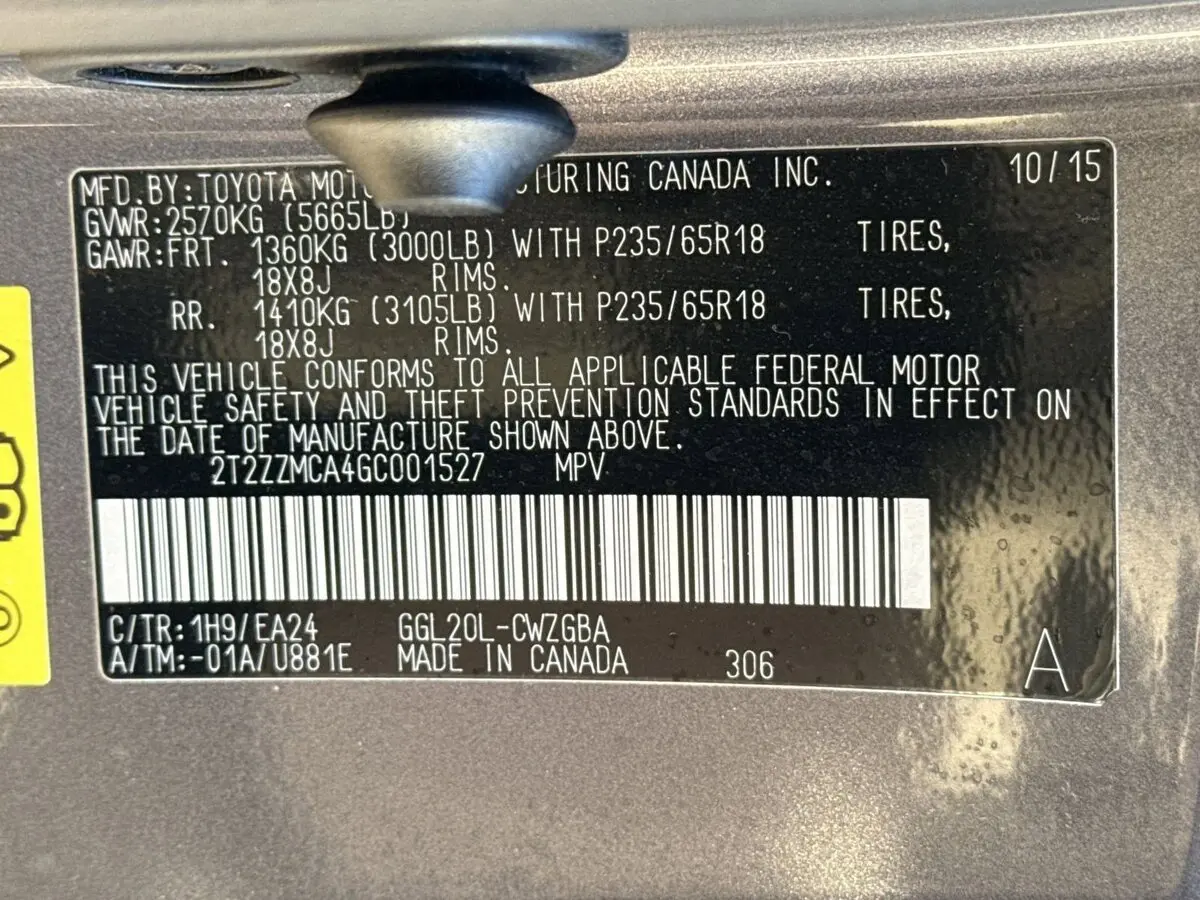 MFD.BY:TOYOTA MOTO TURING CANADA INC. 10/15
GVWR:2570KG (5665LB)
GAWR:FRT. 1360KG (3000LB) WITH P235/65R18 TIRES,
18X8J RIMS.
RR. 1410KG (3105LB) WITH P235/65R18 TIRES,
18X8J RIMS.
THIS VEHICLE CONFORMS TO ALL APPLICABLE FEDERAL MOTOR
VEHICLE SAFETY AND THEFT PREVENTION STANDARDS IN EFFECT ON
THE DATE OF MANUFACTURE SHOWN ABOVE.
2T2ZZMCA4GC001527 MPV
C/TR:1H9/EA24 GGL20L-CWZGBA
A/TM:-01A/U881E MADE IN CANADA 306 A